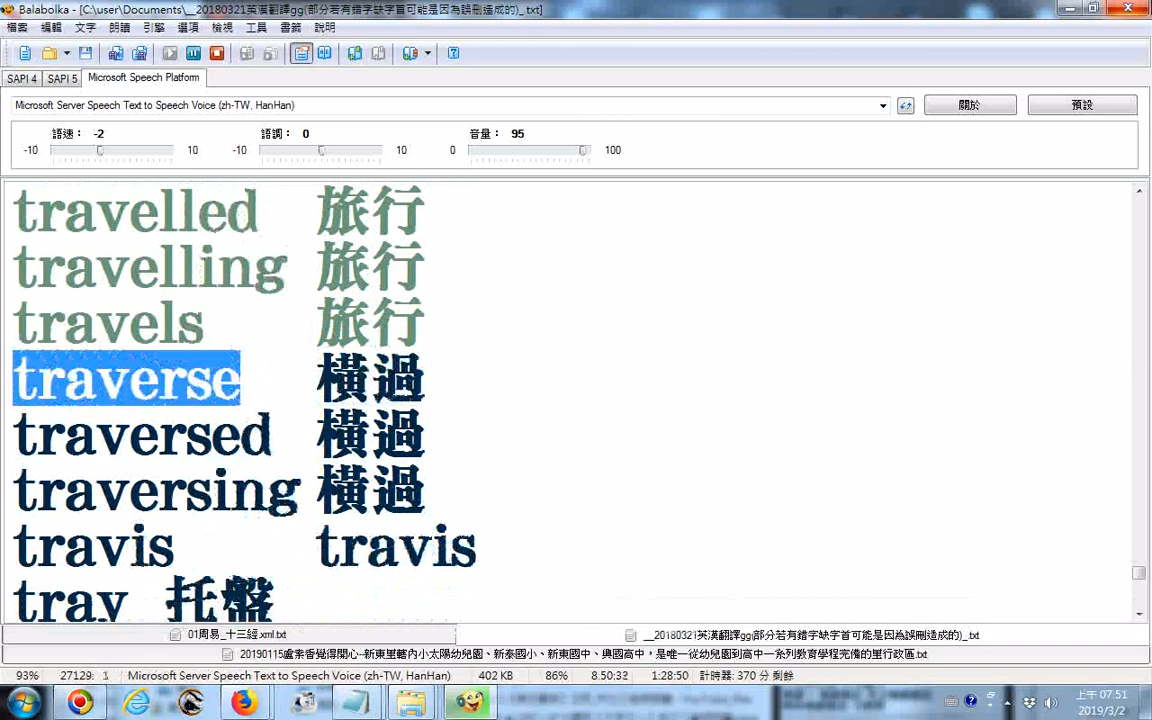 Balabolka - [C:\user\Documents\__20180321英漢翻譯gg(部分若有錯字缺字首可能是因為誤刪造成的)_.txt]
檔案 編輯 文字 朗讀 引擎 選項 檢視 工具 書籤 說明
SAPI 4 SAPI 5 Microsoft Speech Platform
Microsoft Server Speech Text to Speech Voice (zh-TW, HanHan) 關於 預設
語速： -2 語調： 0 音量： 95
-10 10 -10 10 0 100
travelled 旅行
travelling 旅行
travels 旅行
traverse 橫過
traversed 橫過
traversing 橫過
travis travis
tray 托盤
01周易_十三經.xml.txt __20180321英漢翻譯gg(部分若有錯字缺字首可能是因為誤刪造成的)_.txt
20190115盧素香覺得開心-新東里轄內小太陽幼兒園、新泰國小、新東國中、興國高中，是唯一從幼兒園到高中一系列教育學程完備的里行政區.txt
93% 27129: 1 Microsoft Server Speech Text to Speech Voice (zh-TW, HanHan) 402 KB 86% 8:50:32 1:28:50 計時器: 370 分 剩餘
上午 07:51
2019/3/2